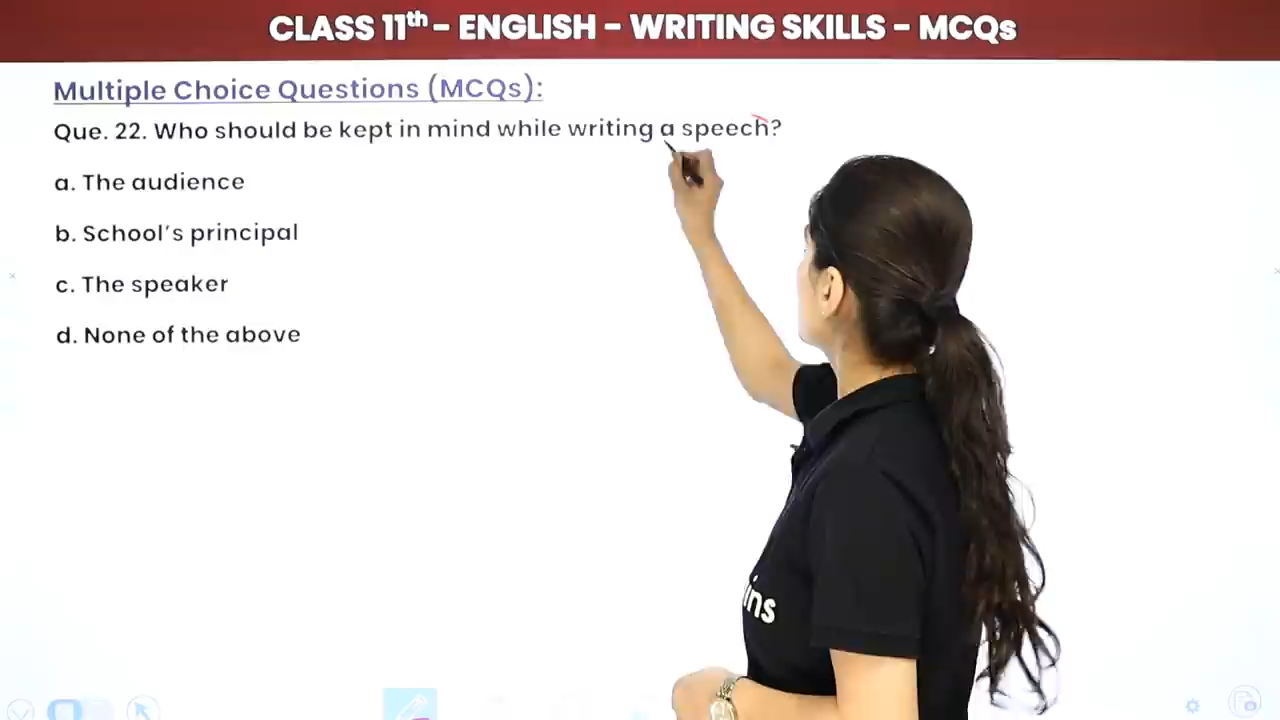 CLASS 11th - ENGLISH - WRITING SKILLS - MCQs
Multiple Choice Questions (MCQs):
Que. 22. Who should be kept in mind while writing a speech?
a. The audience
b. School's principal
c. The speaker
d. None of the above